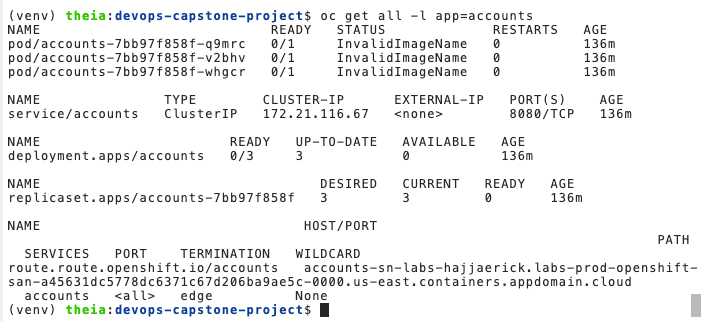 (venv) theia:devops-capstone-project$ oc get all -l app=accounts
NAME READY STATUS RESTARTS AGE
pod/accounts-7bb97f858f-q9mrc 0/1 InvalidImageName 0 136m
pod/accounts-7bb97f858f-v2bhv 0/1 InvalidImageName 0 136m
pod/accounts-7bb97f858f-whgcr 0/1 InvalidImageName 0 136m
NAME TYPE CLUSTER-IP EXTERNAL-IP PORT(S) AGE
service/accounts ClusterIP 172.21.116.67 <none> 8080/TCP 136m
NAME READY UP-TO-DATE AVAILABLE AGE
deployment.apps/accounts 0/3 3 0 136m
NAME DESIRED CURRENT READY AGE
replicaset.apps/accounts-7bb97f858f 3 3 0 136m
NAME HOST/PORT
PATH
SERVICES PORT TERMINATION WILDCARD
route.route.openshift.io/accounts accounts-sn-labs-hajjaerick.labs-prod-openshift-
san-a45631dc5778dc6371c67d206ba9ae5c-0000.us-east.containers.appdomain.cloud
accounts <all> edge None
(venv) theia:devops-capstone-project$